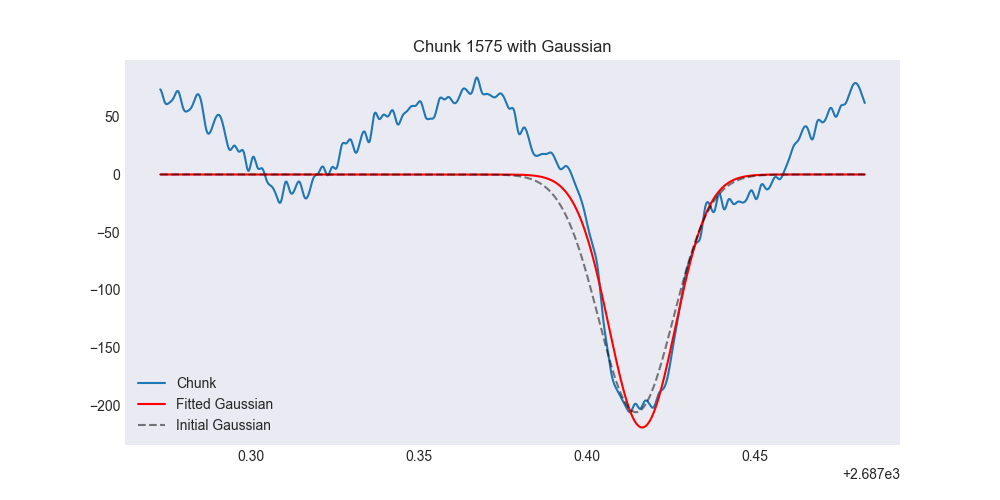 Chunk 1575 with Gaussian
50
0
−50
−100
−150
−200
Chunk
Fitted Gaussian
Initial Gaussian
0.30 0.35 0.40 0.45
+2.687e3